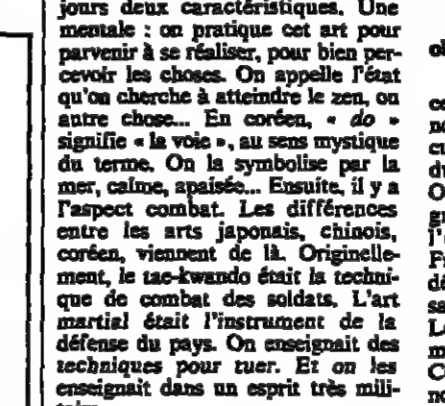 jours deux caractéristiques. Une
mentale : on pratique cet art pour
parvenir à se réaliser, pour bien per-
cevoir les choses. On appelle l'état
qu'on cherche à atteindre le zen, ou
autre chose... En coréen, « do »
signifie « la voie », au sens mystique
du terme. On la symbolise par la
mer, calme, apaisée... Ensuite, il y a
l'aspect combat. Les différences
entre les arts japonais, chinois,
coréen, viennent de là. Originelle-
ment, le tae-kwando était la techni-
que de combat des soldats. L'art
martial était l'instrument de la
défense du pays. On enseignait des
techniques pour tuer. Et on les
enseignait dans un esprit très mili-